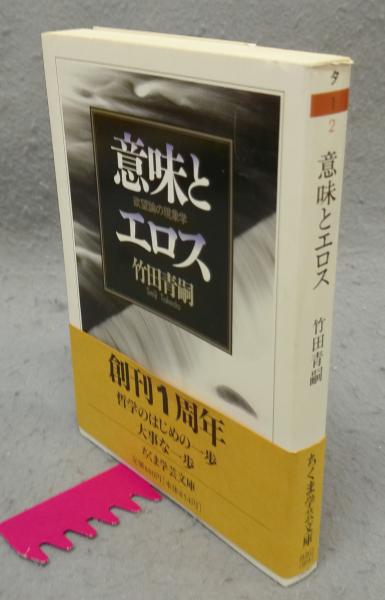 意味と
エロス
欲望論の現象学
竹田青嗣
Seiji Takeda
創刊1周年
哲学のはじめの一歩
大事な一歩
ちくま学芸文庫
タ
1
2
意味とエロス
竹田青嗣
ちくま学芸文庫